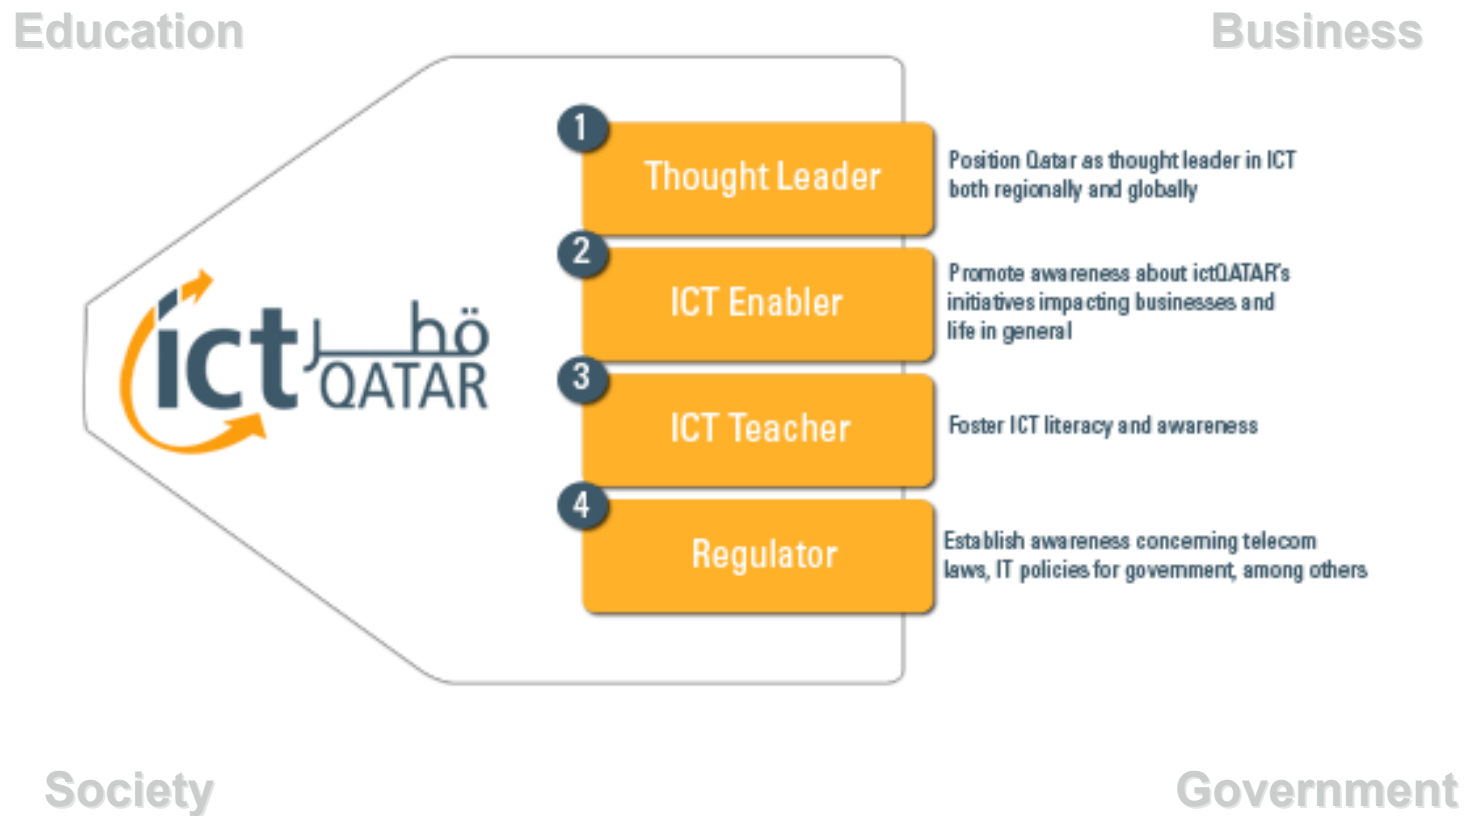 Education
Business
1
Thought Leader
Position Qatar as thought leader in ICT
both regionally and globally
2
ICT Enabler
Promote awareness about ictQATAR's
initiatives impacting businesses and
life in general
ict
QATAR
3
ICT Teacher
Foster ICT literacy and awareness
4
Regulator
Establish awareness concerning telecom
laws, IT policies for government, among others
Society
Government